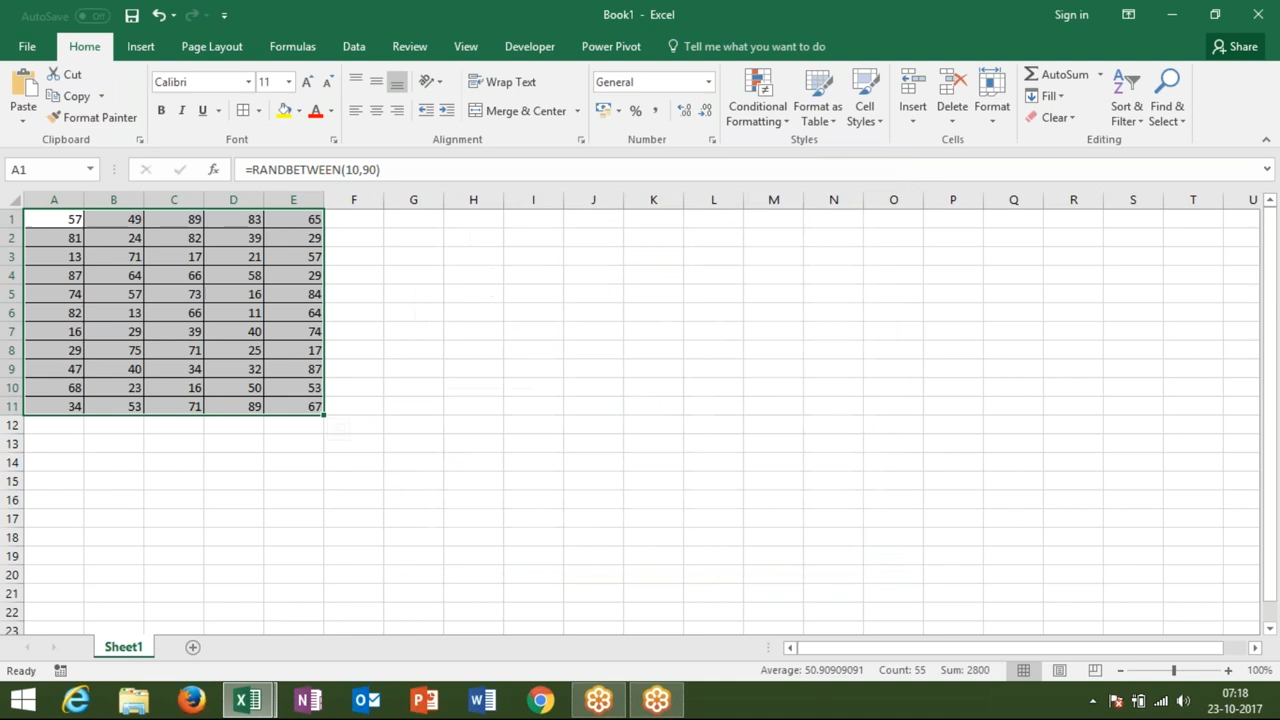 AutoSave Off Book1 - Excel Sign in
File Home Insert Page Layout Formulas Data Review View Developer Power Pivot Tell me what you want to do Share
Paste Cut Copy Format Painter Clipboard
Calibri 11 B I U A Font
Wrap Text Merge & Center Alignment
General % , Number
Conditional Formatting Format as Table Cell Styles Styles
Insert Delete Format Cells
AutoSum Fill Clear Sort & Filter Find & Select Editing
A1 fx =RANDBETWEEN(10,90)
A B C D E F G H I J K L M N O P Q R S T U
1 57 49 89 83 65
2 81 24 82 39 29
3 13 71 17 21 57
4 87 64 66 58 29
5 74 57 73 16 84
6 82 13 66 11 64
7 16 29 39 40 74
8 29 75 71 25 17
9 47 40 34 32 87
10 68 23 16 50 53
11 34 53 71 89 67
12
13
14
15
16
17
18
19
20
21
22
23
Sheet1
Ready Average: 50.90909091 Count: 55 Sum: 2800 100%
07:18
23-10-2017